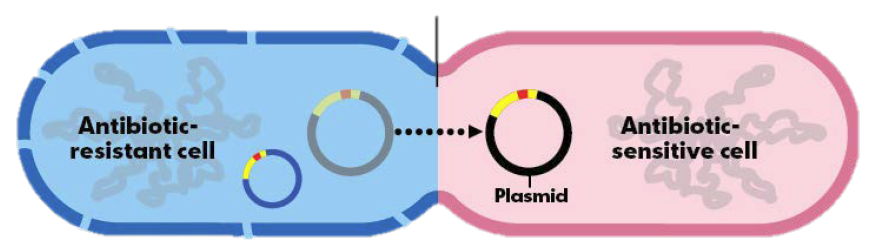 Antibiotic-
resistant cell
Antibiotic-
sensitive cell
Plasmid